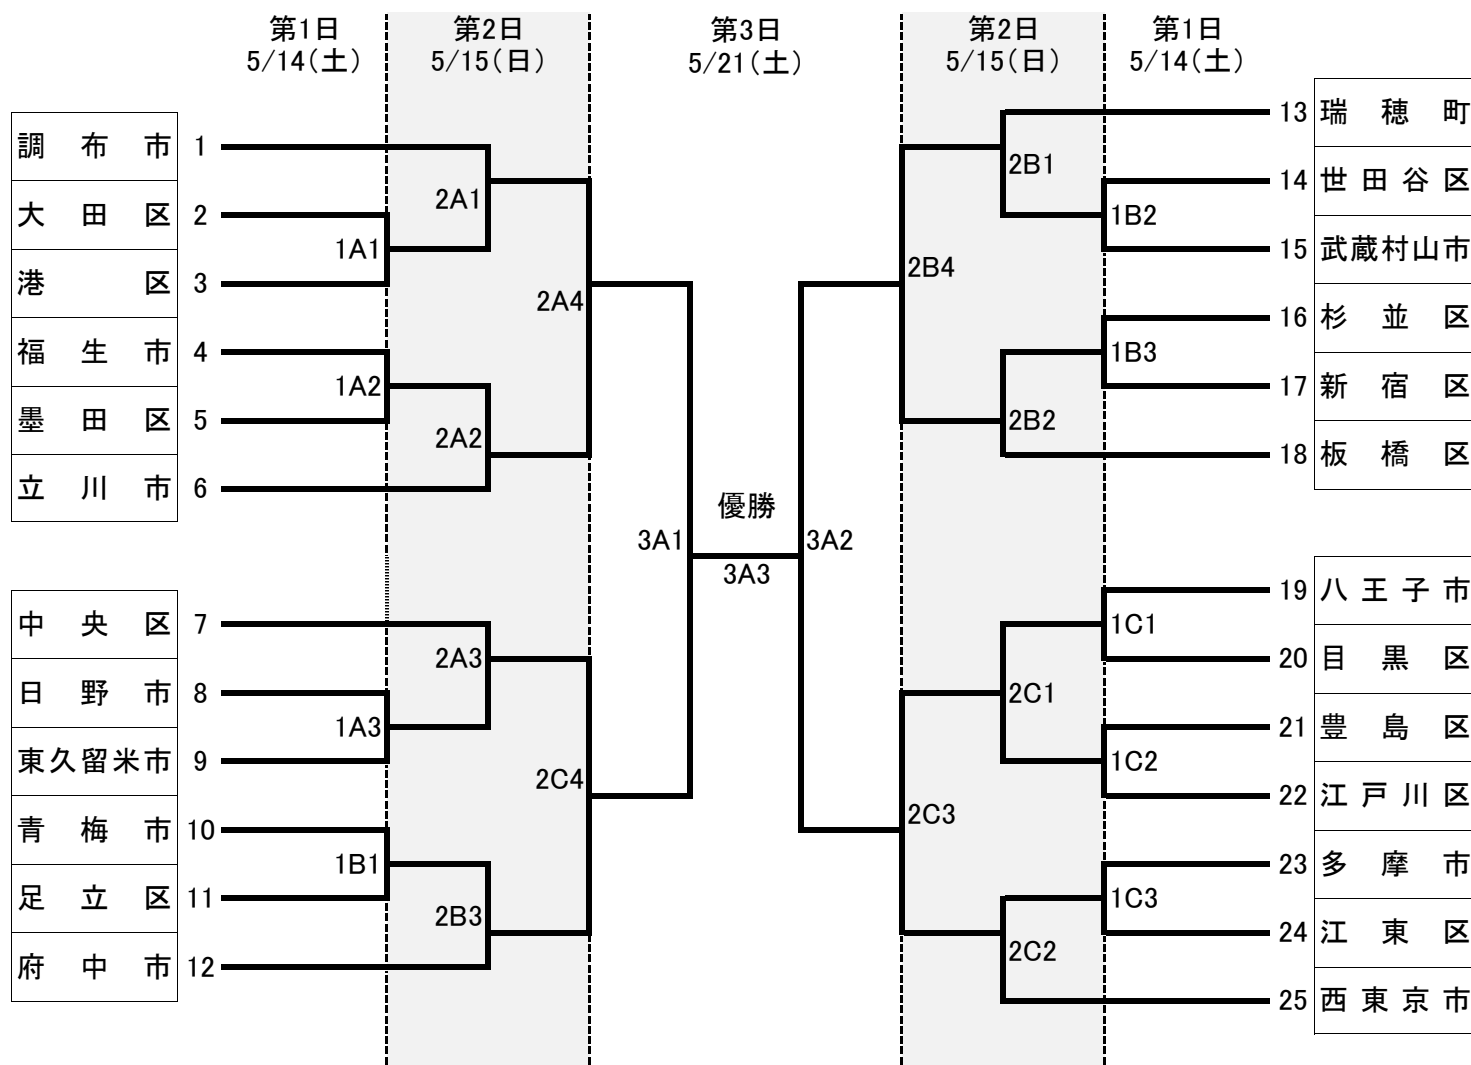 第1日 第2日 第3日 第2日 第1日
5/14(土) 5/15(日) 5/21(土) 5/15(日) 5/14(土)
調布市 1
大田区 2
港区 3
福生市 4
墨田区 5
立川市 6
中央区 7
日野市 8
東久留米市 9
青梅市 10
足立区 11
府中市 12
1A1
1A2
1A3
1B1
2A1
2A2
2A3
2B3
2A4
2C4
3A1
優勝
3A3
3A2
2B4
2C3
2B1
2B2
2C1
2C2
1B2
1B3
1C1
1C2
1C3
13 瑞穂町
14 世田谷区
15 武蔵村山市
16 杉並区
17 新宿区
18 板橋区
19 八王子市
20 目黒区
21 豊島区
22 江戸川区
23 多摩市
24 江東区
25 西東京市